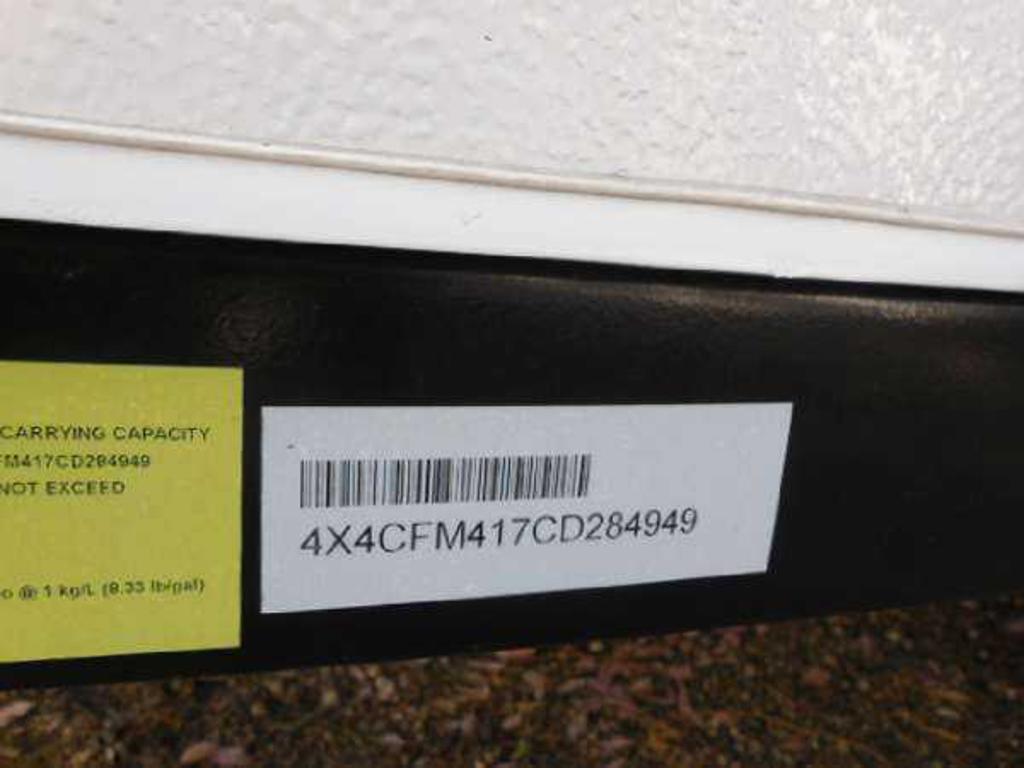 CARRYING CAPACITY
FM417CD284949
NOT EXCEED
o @ 1 kg/L (8.33 lb/gal)
4X4CFM417CD284949